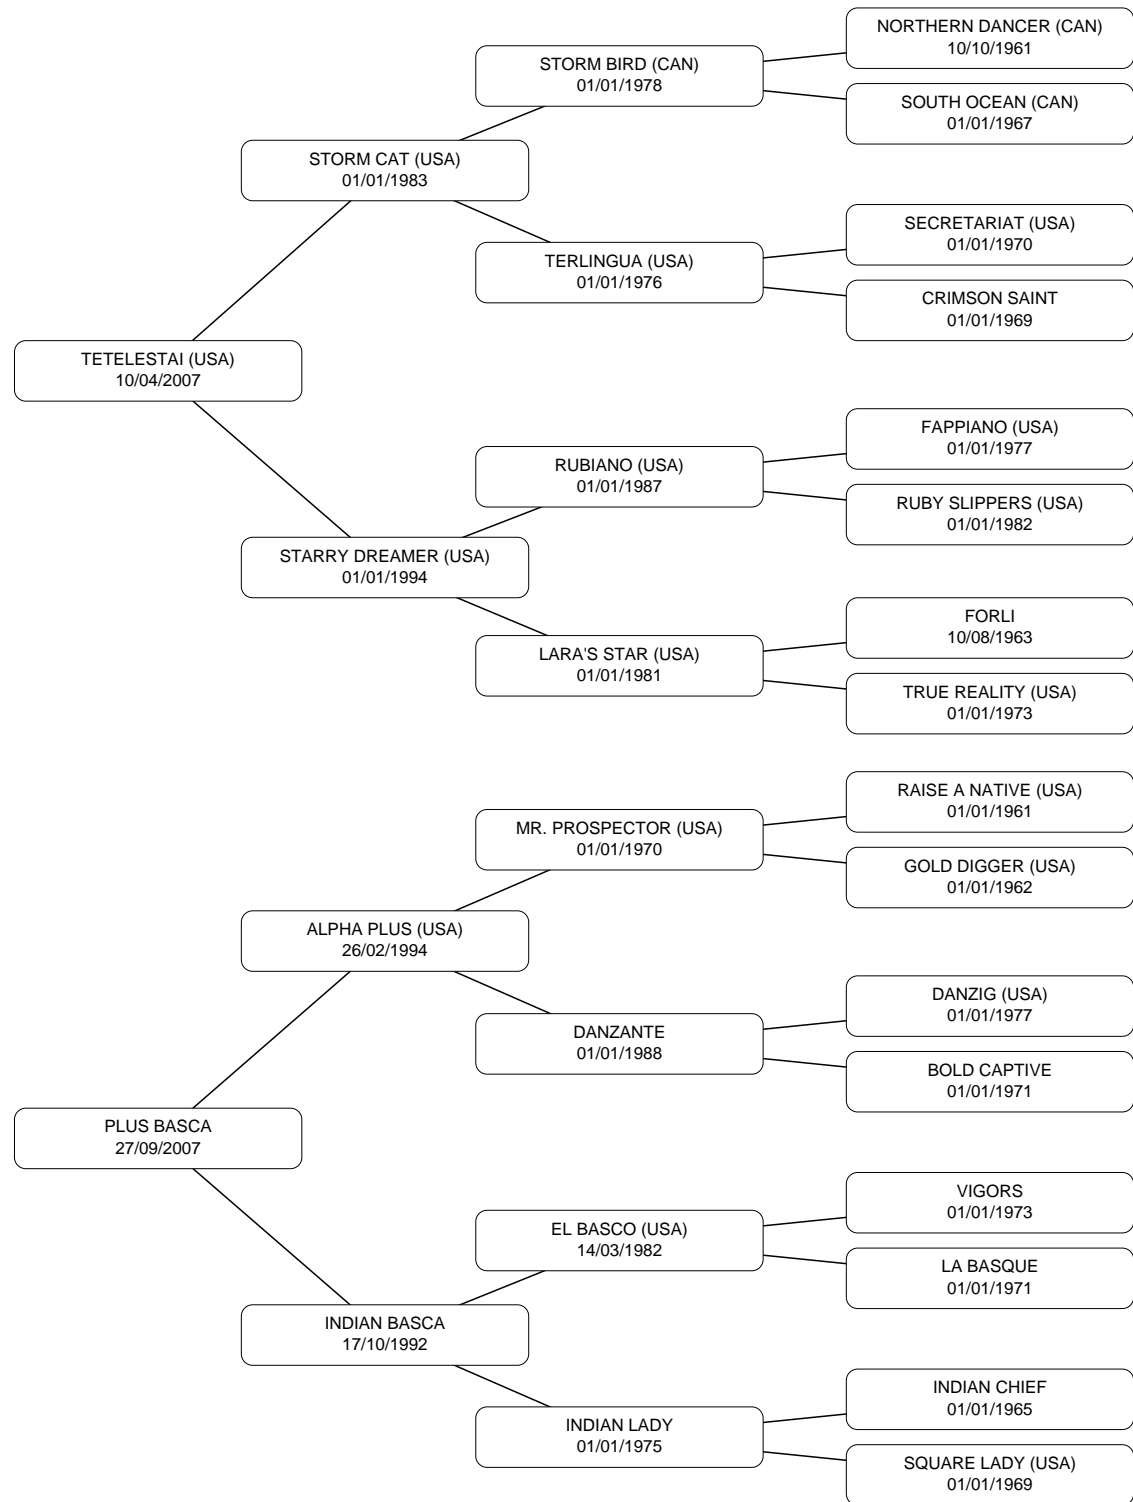 NORTHERN DANCER (CAN)
10/10/1961
STORM BIRD (CAN)
01/01/1978
SOUTH OCEAN (CAN)
01/01/1967
STORM CAT (USA)
01/01/1983
SECRETARIAT (USA)
01/01/1970
TERLINGUA (USA)
01/01/1976
CRIMSON SAINT
01/01/1969
TETELESTAI (USA)
10/04/2007
FAPPIANO (USA)
01/01/1977
RUBIANO (USA)
01/01/1987
RUBY SLIPPERS (USA)
01/01/1982
STARRY DREAMER (USA)
01/01/1994
FORLI
10/08/1963
LARA'S STAR (USA)
01/01/1981
TRUE REALITY (USA)
01/01/1973
RAISE A NATIVE (USA)
01/01/1961
MR. PROSPECTOR (USA)
01/01/1970
GOLD DIGGER (USA)
01/01/1962
ALPHA PLUS (USA)
26/02/1994
DANZIG (USA)
01/01/1977
DANZANTE
01/01/1988
BOLD CAPTIVE
01/01/1971
PLUS BASCA
27/09/2007
VIGORS
01/01/1973
EL BASCO (USA)
14/03/1982
LA BASQUE
01/01/1971
INDIAN BASCA
17/10/1992
INDIAN CHIEF
01/01/1965
INDIAN LADY
01/01/1975
SQUARE LADY (USA)
01/01/1969